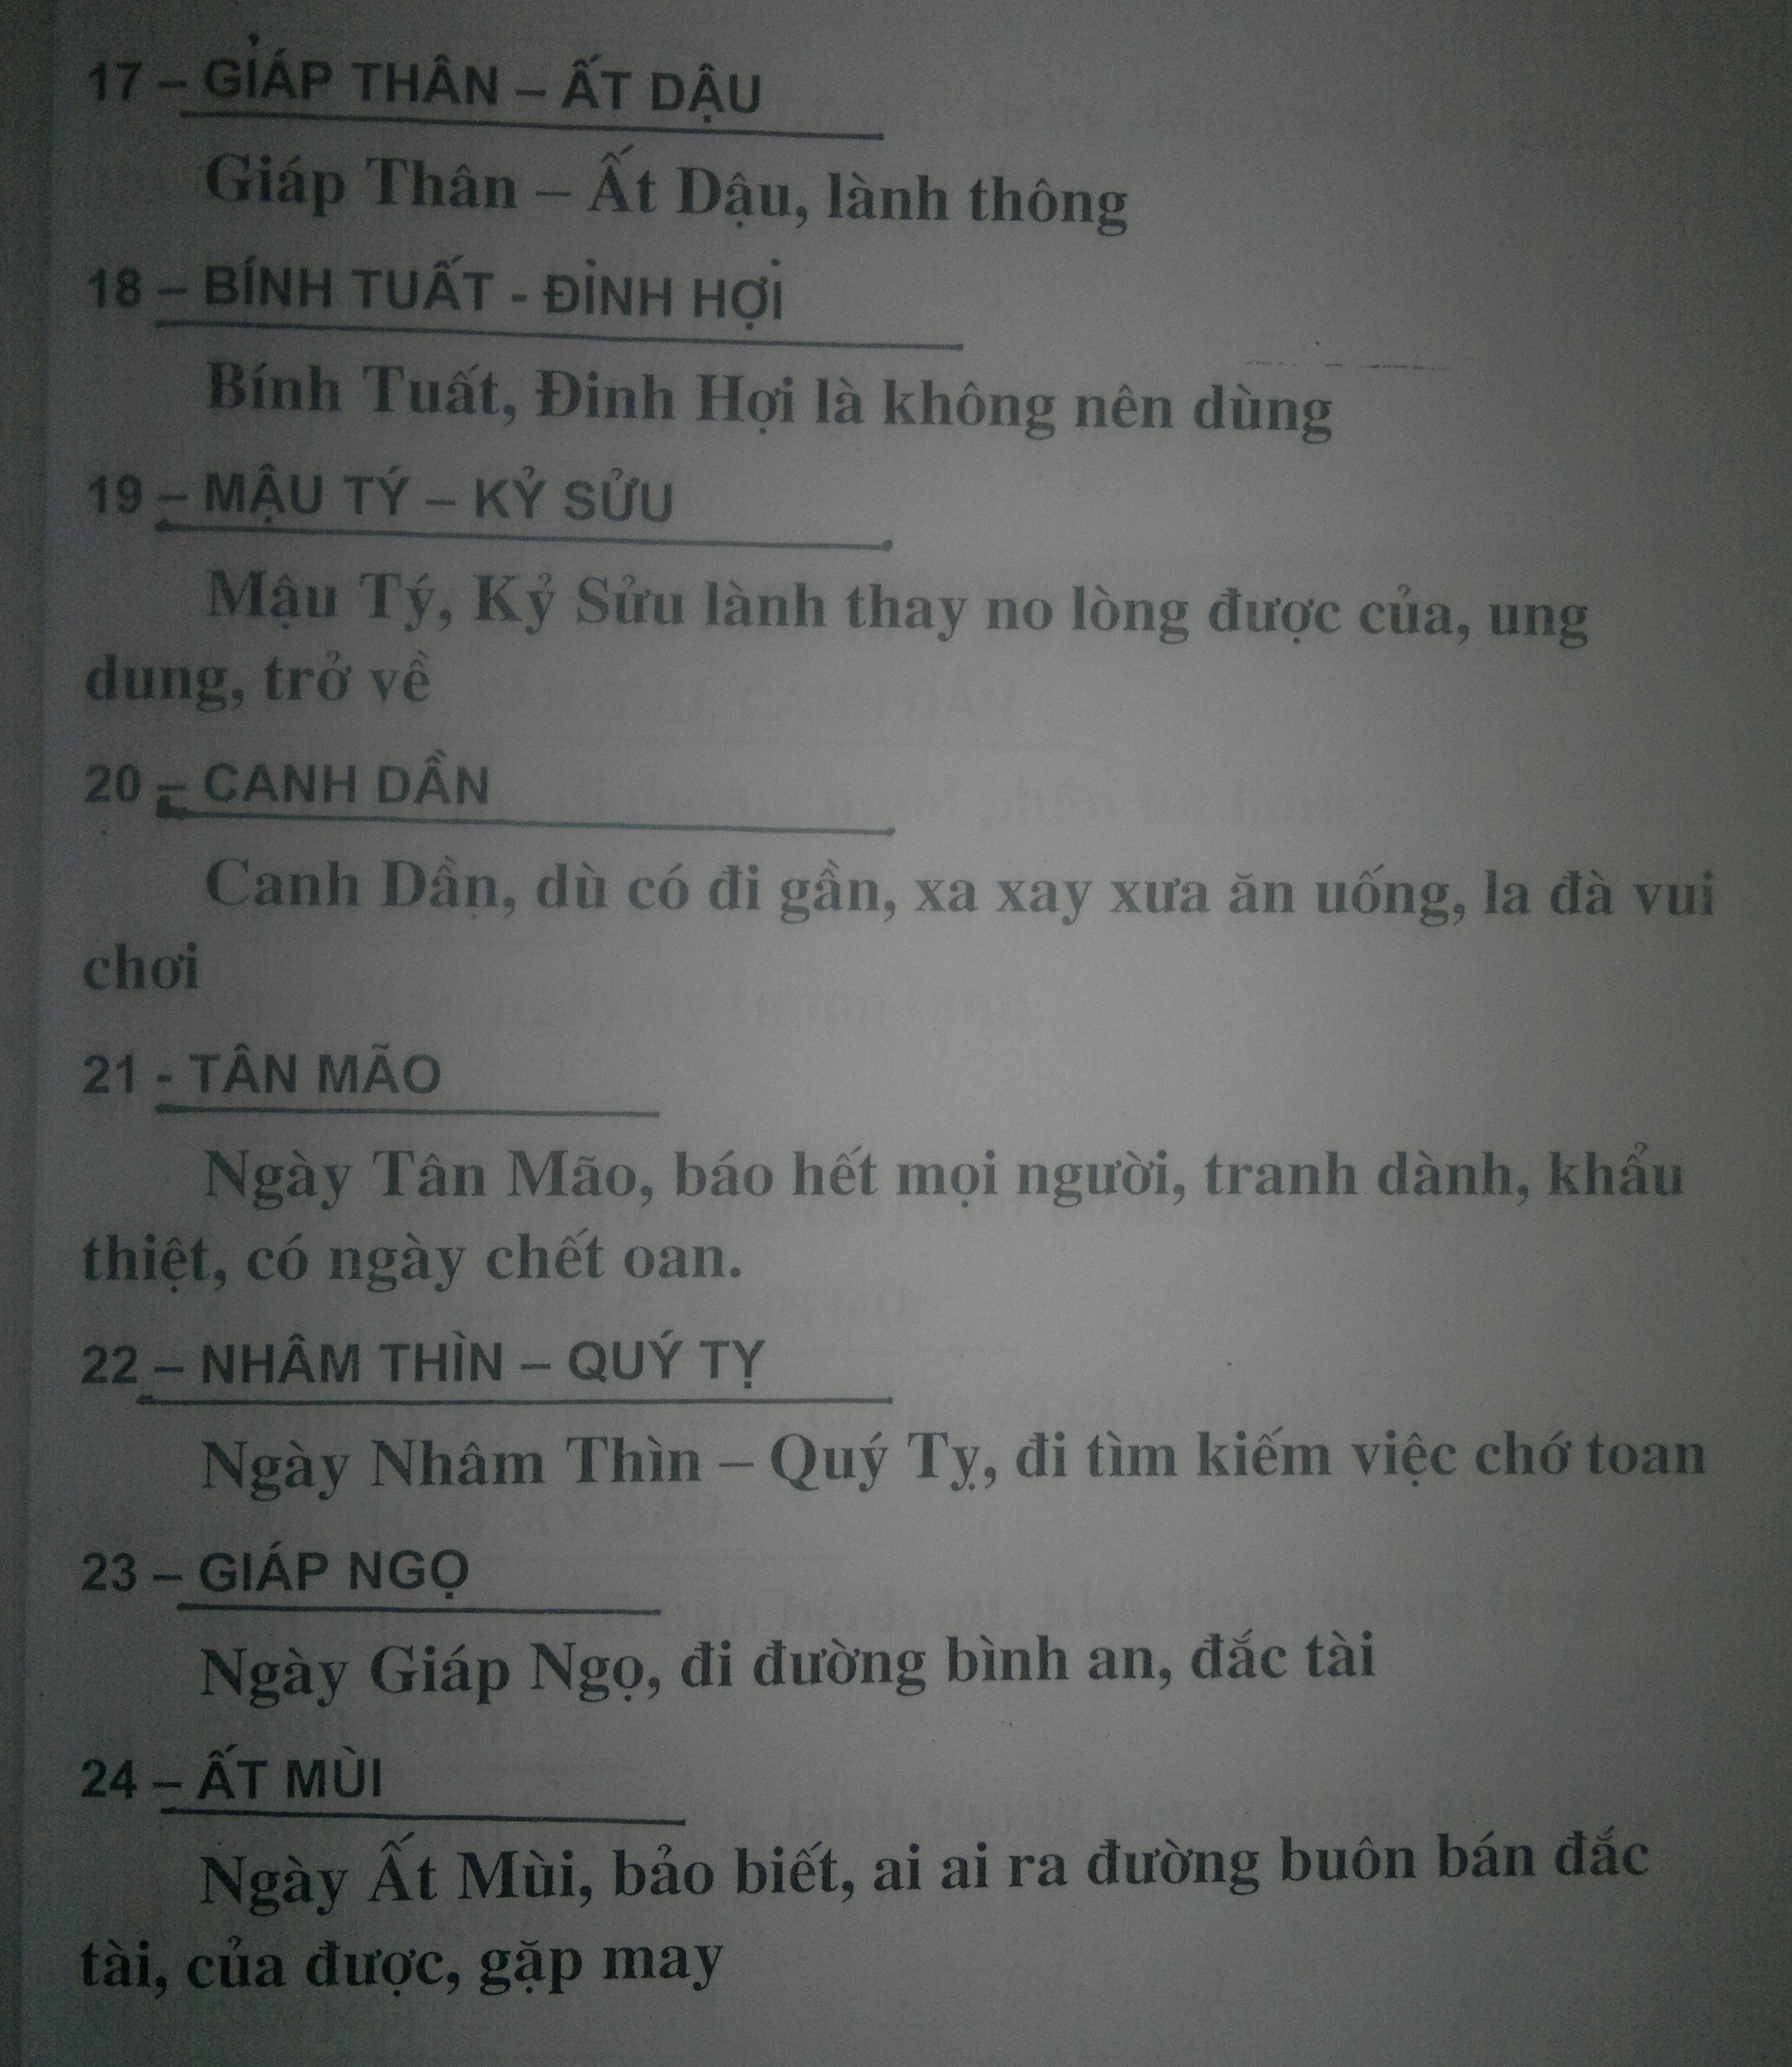 17 – GIÁP THÂN – ẤT DẬU
Giáp Thân – Ất Dậu, lành thông
18 – BÍNH TUẤT - ĐINH HỢI
Bính Tuất, Đinh Hợi là không nên dùng
19 – MẬU TÝ – KỶ SỬU
Mậu Tý, Kỷ Sửu lành thay no lòng được của, ung
dung, trở về
20 – CANH DẦN
Canh Dần, dù có đi gần, xa xay xưa ăn uống, la đà vui
chơi
21 - TÂN MÃO
Ngày Tân Mão, báo hết mọi người, tranh dành, khẩu
thiệt, có ngày chết oan.
22 – NHÂM THÌN – QUÝ TỴ
Ngày Nhâm Thìn – Quý Tỵ, đi tìm kiếm việc chớ toan
23 – GIÁP NGỌ
Ngày Giáp Ngọ, đi đường bình an, đắc tài
24 – ẤT MÙI
Ngày Ất Mùi, bảo biết, ai ai ra đường buôn bán đắc
tài, của được, gặp may